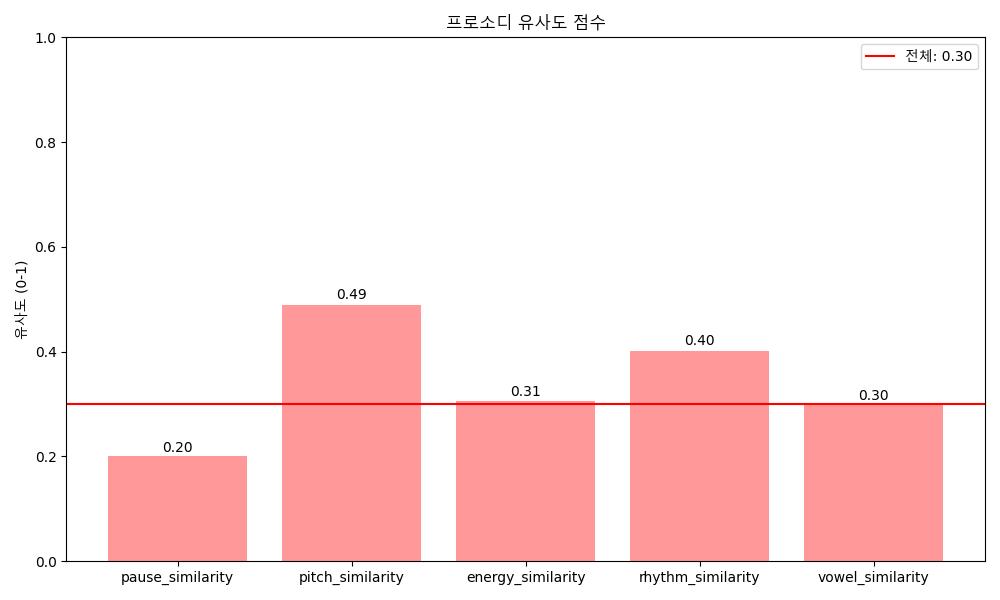 프로소디 유사도 점수
전체: 0.30
유사도 (0-1)
1.0
0.8
0.6
0.4
0.2
0.0
0.20
0.49
0.31
0.40
0.30
pause_similarity
pitch_similarity
energy_similarity
rhythm_similarity
vowel_similarity